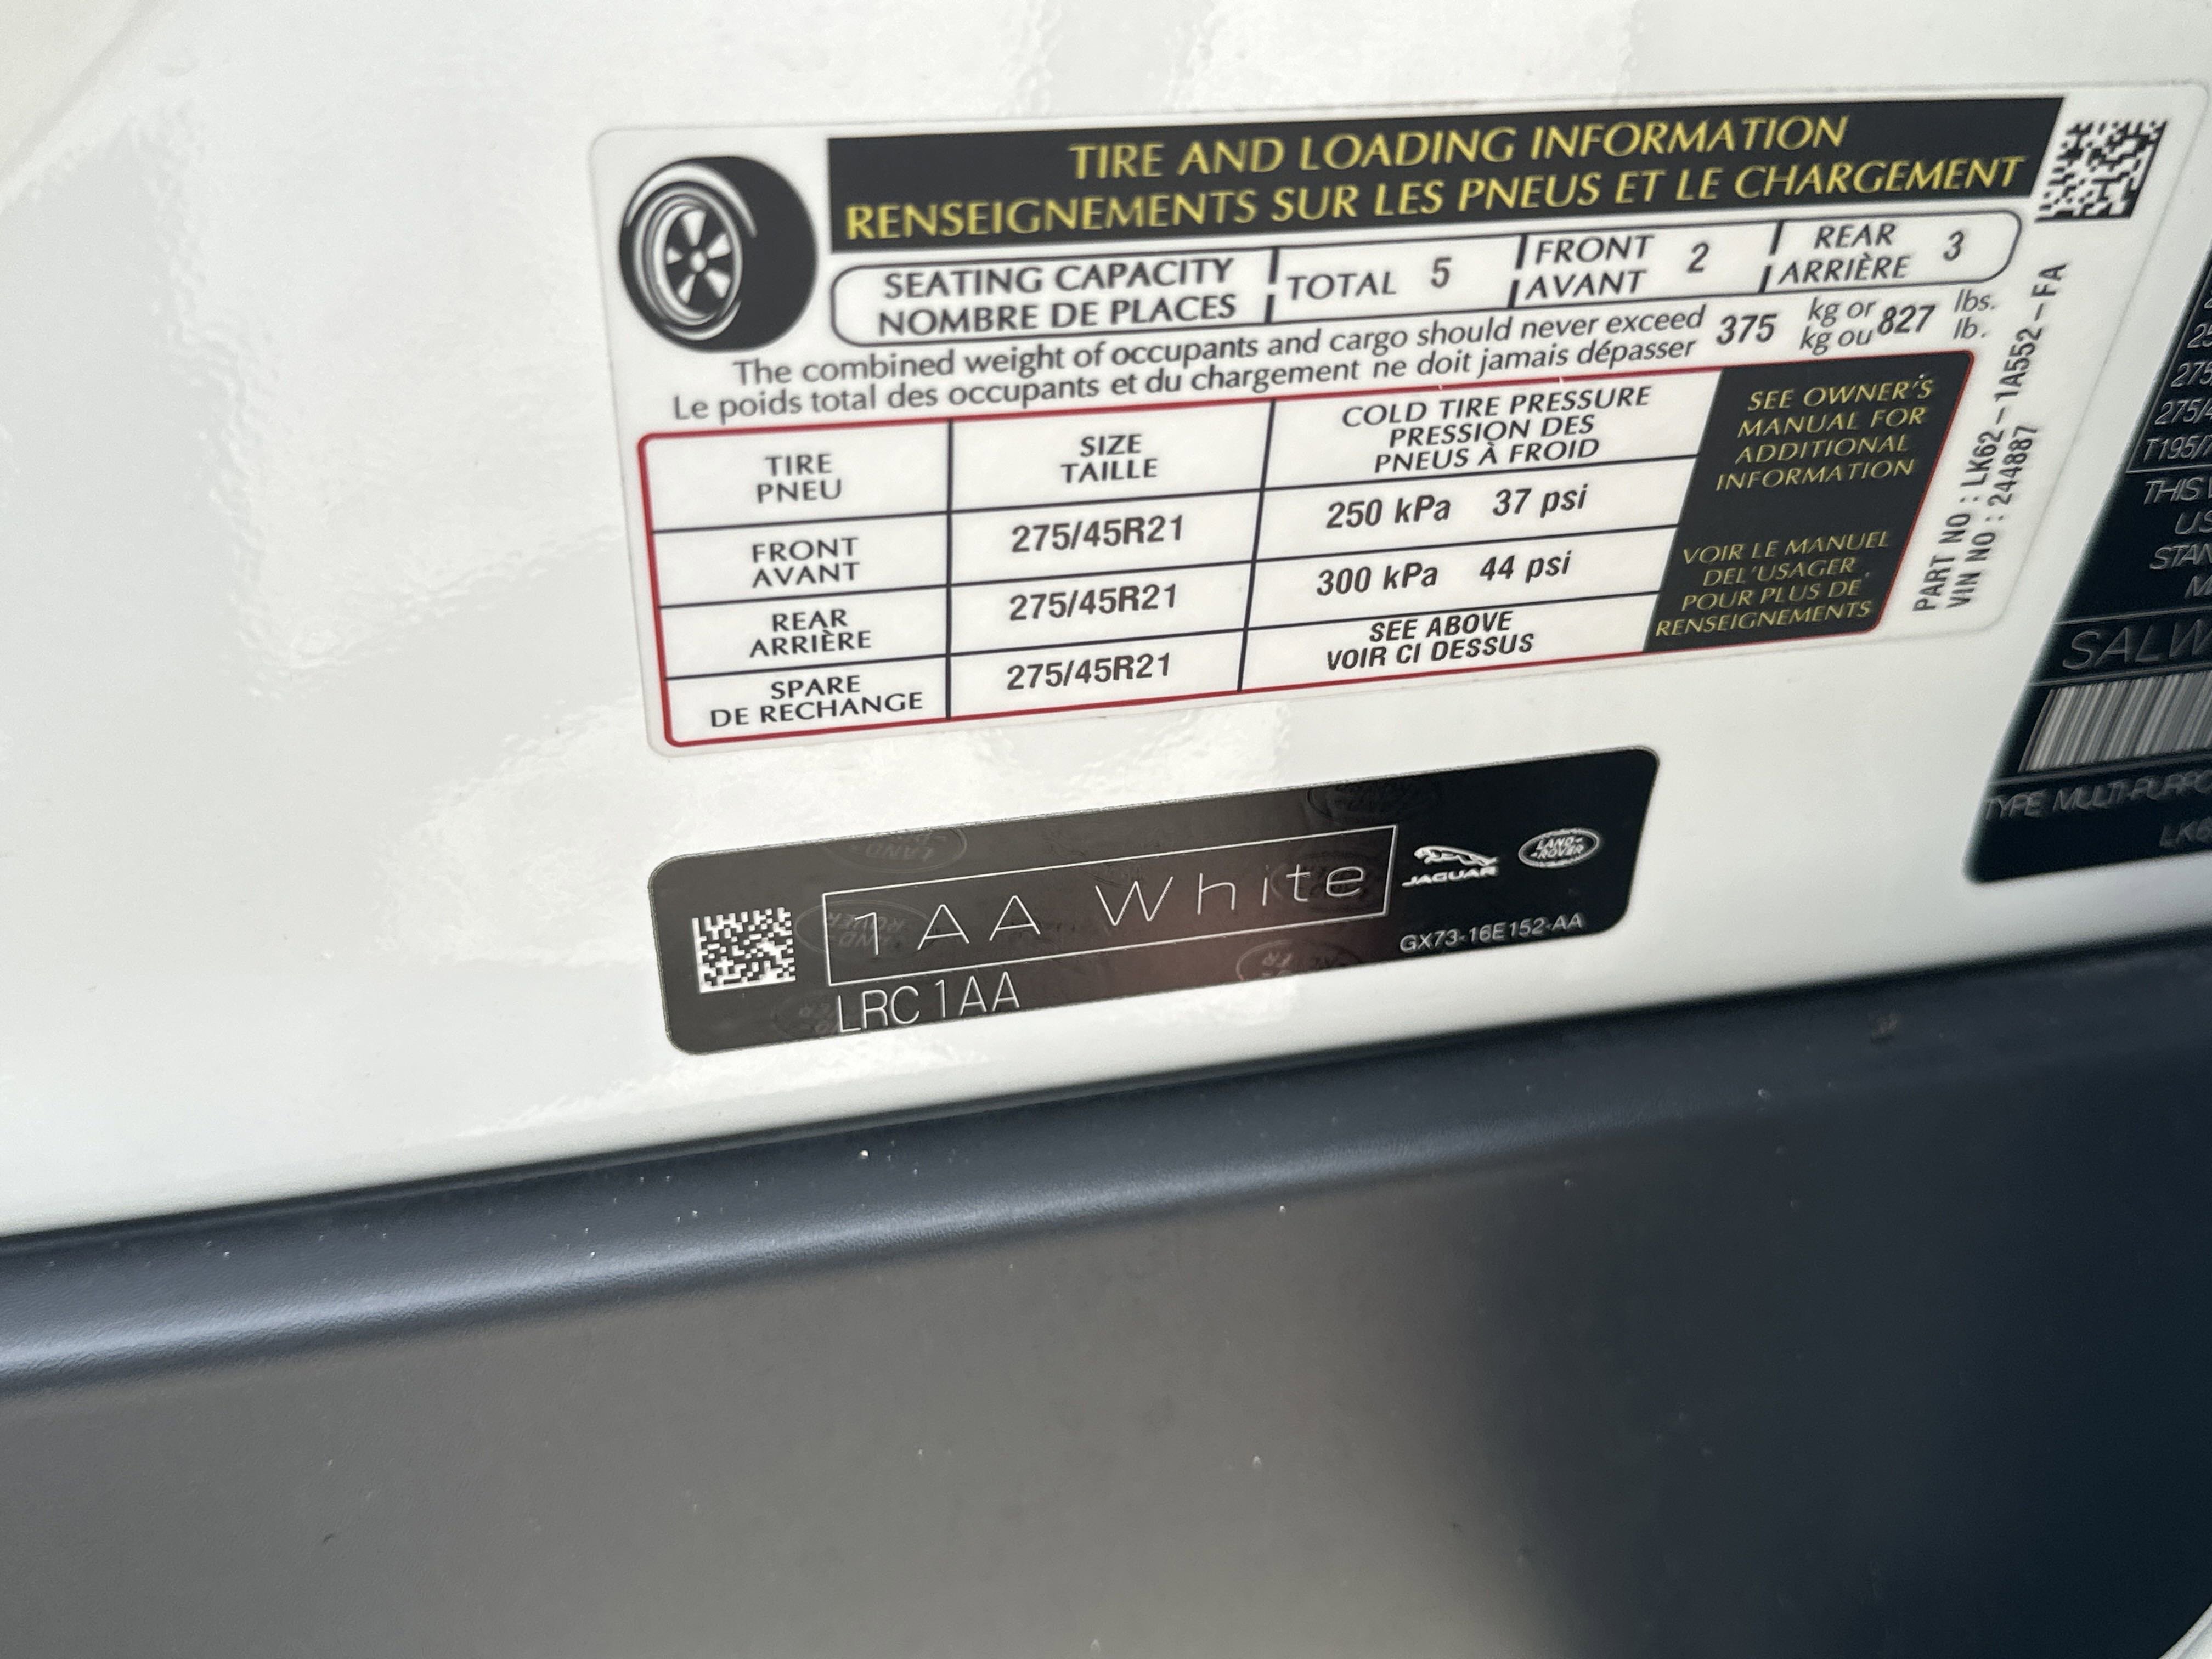 TIRE AND LOADING INFORMATION
RENSEIGNEMENTS SUR LES PNEUS ET LE CHARGEMENT
SEATING CAPACITY
NOMBRE DE PLACES
TOTAL 5
FRONT
AVANT
2
REAR
ARRIÈRE
3
The combined weight of occupants and cargo should never exceed 375 kg or 827 lbs.
Le poids total des occupants et du chargement ne doit jamais dépasser kg ou lb.
TIRE
PNEU
SIZE
TAILLE
COLD TIRE PRESSURE
PRESSION DES
PNEUS À FROID
FRONT
AVANT
275/45R21
250 kPa 37 psi
REAR
ARRIÈRE
275/45R21
300 kPa 44 psi
SPARE
DE RECHANGE
275/45R21
SEE ABOVE
VOIR CI DESSUS
SEE OWNER'S
MANUAL FOR
ADDITIONAL
INFORMATION
VOIR LE MANUEL
DEL'USAGER
POUR PLUS DE
RENSEIGNEMENTS
PART NO : LK62-1A552-FA
VIN NO : 244887
1AA White
LRC 1AA
JAGUAR
LAND-
-ROVER
GX73-16E152-AA
SALW
TYPE